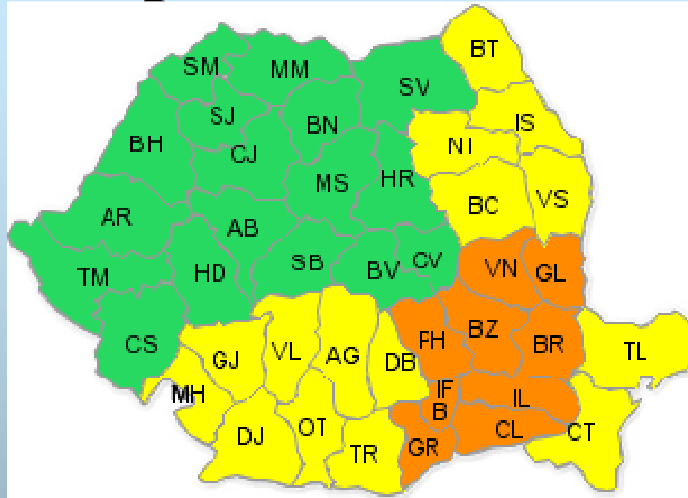 BT
SM
MM
SV
SJ
BN
IS
BH
CJ
NT
MS
HR
BC
VS
AR
AB
TM
HD
SB
BV
CV
VN
GL
CS
GJ
VL
AG
DB
PH
BZ
BR
TL
MH
IF
IL
B
DJ
OT
TR
GR
CL
CT